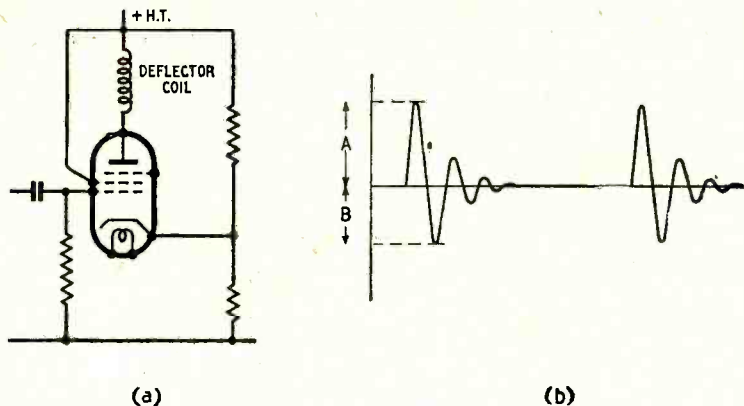 + H.T.
DEFLECTOR
COIL
A
B
(a)
(b)